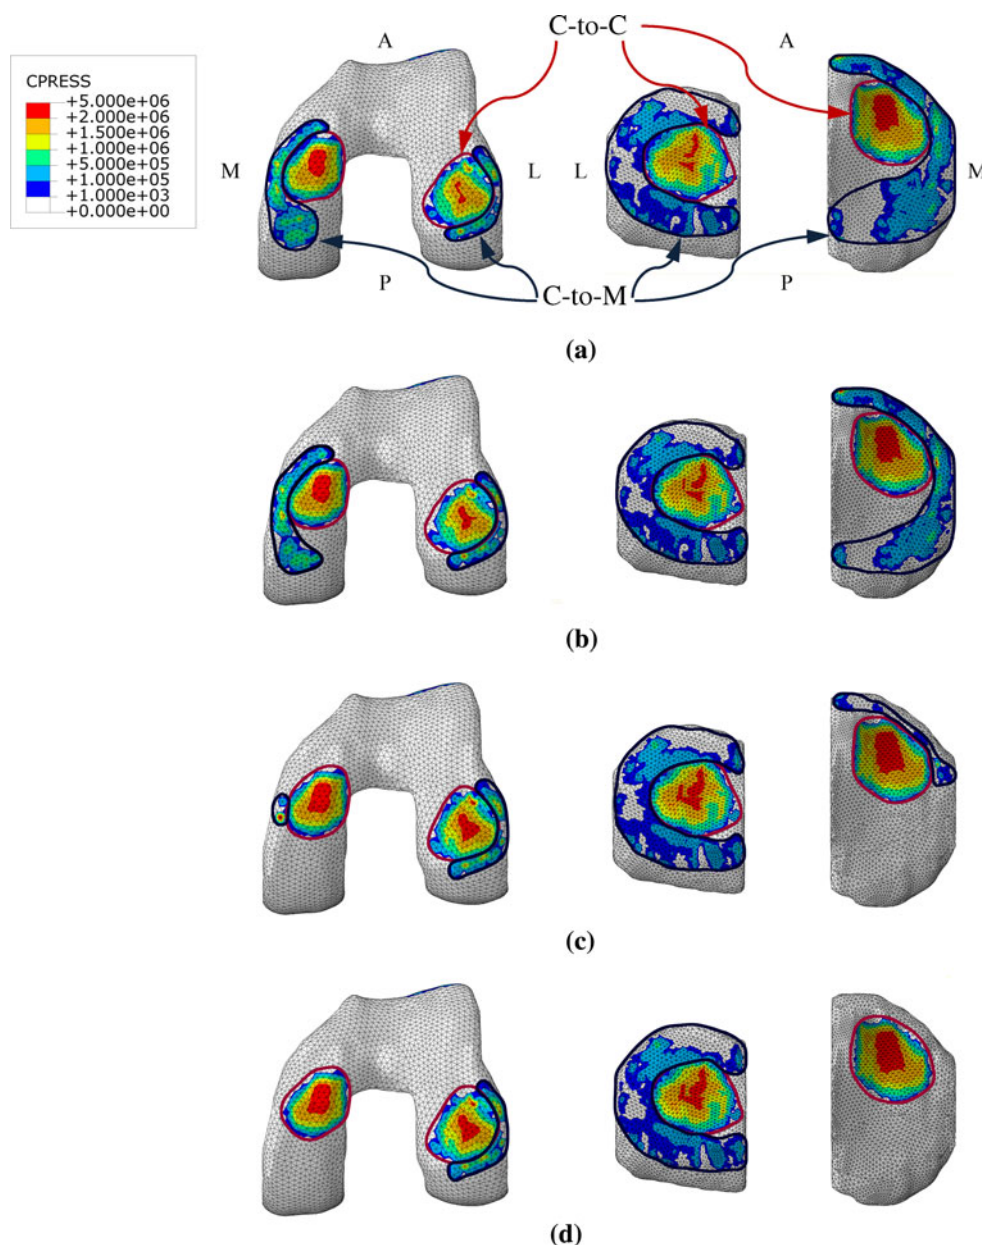 C-to-C
A
A
CPRESS
+5.000e+06
+2.000e+06
+1.500e+06
+1.000e+06
+5.000e+05
+1.000e+05
+1.000e+03
+0.000e+00
M
L
L
M
P
C-to-M
P
(a)
(b)
(c)
(d)